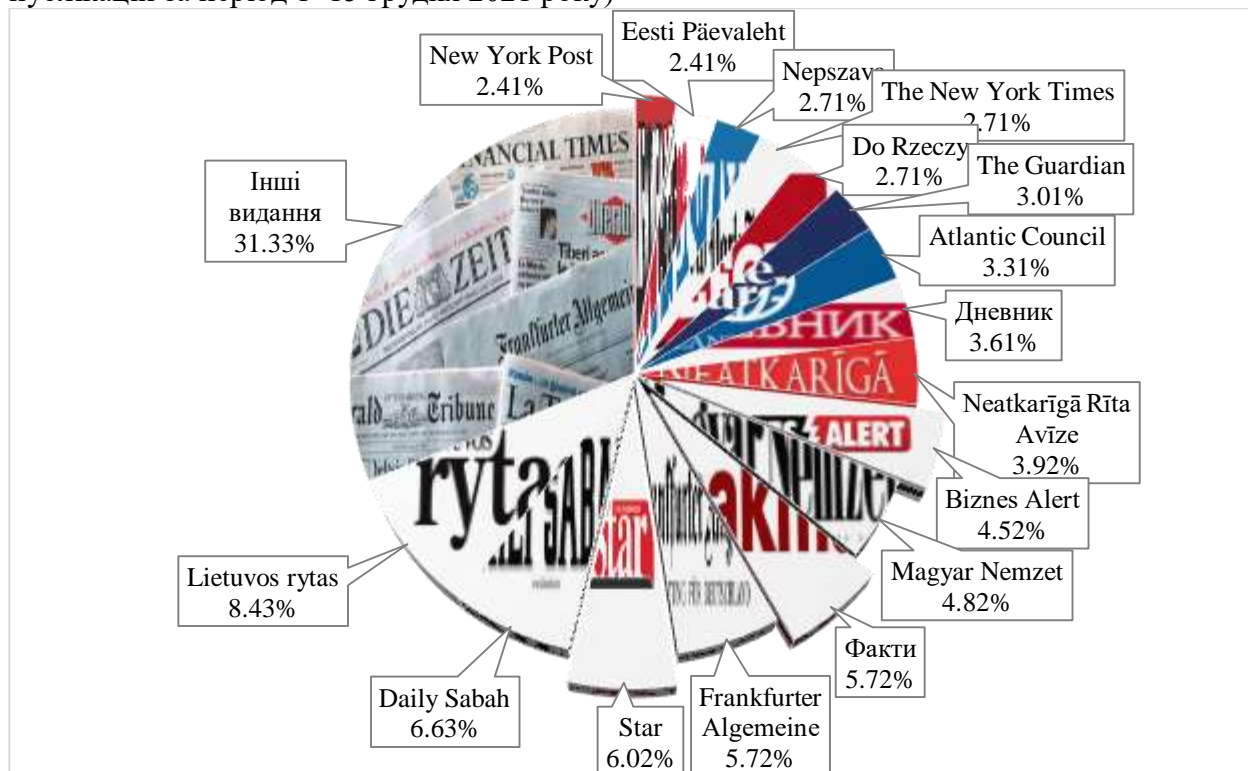 New York Post
2.41%
Eesti Päevaleht
2.41%
Nepszava
2.71%
The New York Times
2.71%
Do Rzeczy
2.71%
The Guardian
3.01%
Atlantic Council
3.31%
Дневник
3.61%
Neatkarīgā Rīta
Avīze
3.92%
Biznes Alert
4.52%
Magyar Nemzet
4.82%
Факти
5.72%
Frankfurter
Algemeine
5.72%
Star
6.02%
Daily Sabah
6.63%
Lietuvos rytas
8.43%
Інші
видання
31.33%
FINANCIAL TIMES
DIE ZEIT
Frankfurter Allgemein
Tribune
NEATKARĪGĀ
ALERT
Star